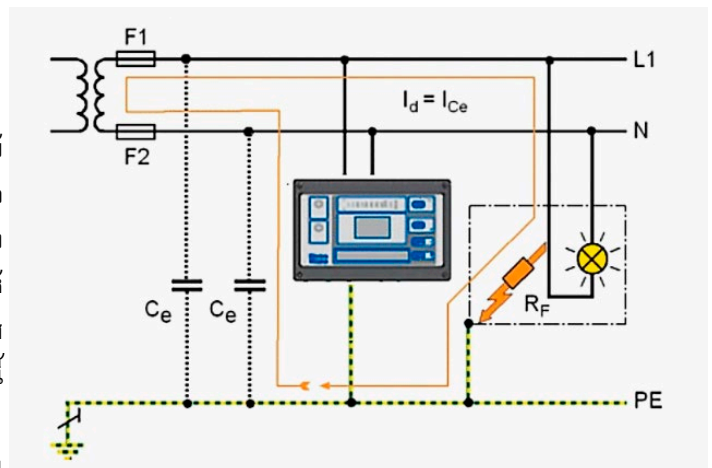 F1
L1
I_d = I_Ce
N
F2
C_e
C_e
R_F
PE